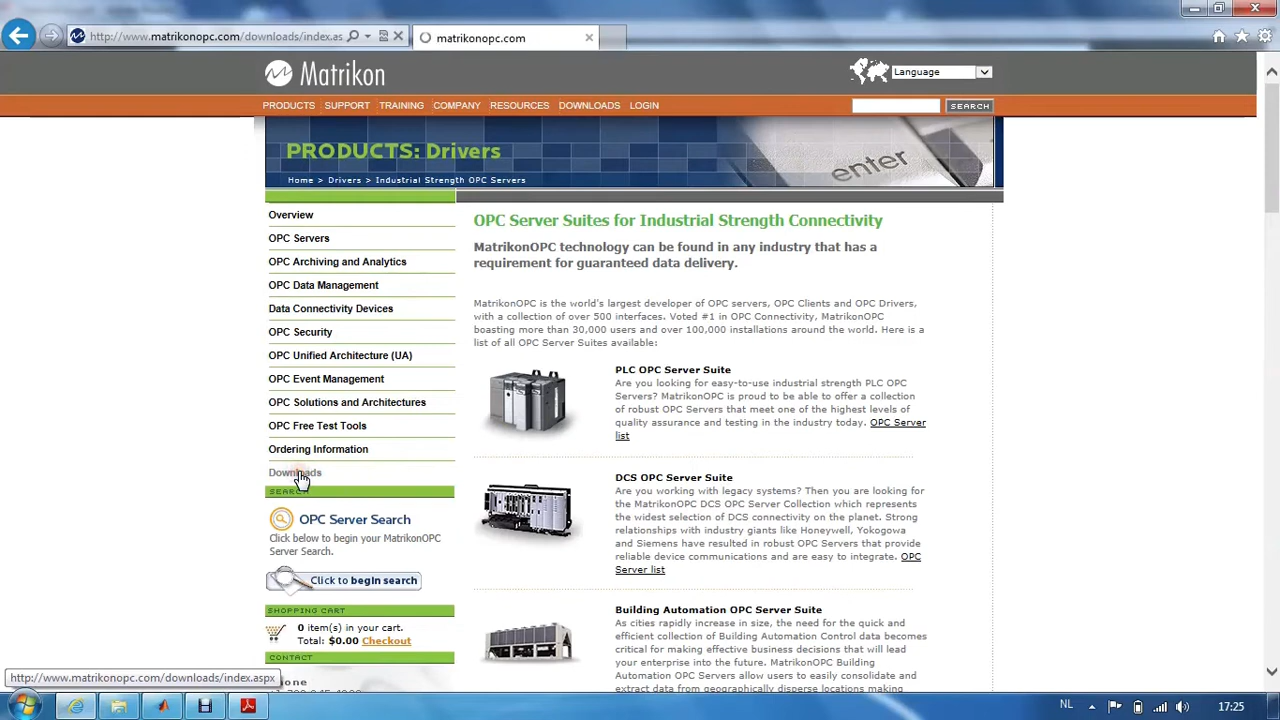 http://www.matrikonopc.com/downloads/index.as
matrikonopc.com
Matrikon
Language
PRODUCTS SUPPORT TRAINING COMPANY RESOURCES DOWNLOADS LOGIN
SEARCH
PRODUCTS: Drivers
enter
Home > Drivers > Industrial Strength OPC Servers
Overview
OPC Servers
OPC Archiving and Analytics
OPC Data Management
Data Connectivity Devices
OPC Security
OPC Unified Architecture (UA)
OPC Event Management
OPC Solutions and Architectures
OPC Free Test Tools
Ordering Information
Downloads
SEARCH
OPC Server Search
Click below to begin your MatrikonOPC
Server Search.
Click to begin search
SHOPPING CART
0 item(s) in your cart.
Total: $0.00 Checkout
CONTACT
OPC Server Suites for Industrial Strength Connectivity
MatrikonOPC technology can be found in any industry that has a
requirement for guaranteed data delivery.
MatrikonOPC is the world's largest developer of OPC servers, OPC Clients and OPC Drivers,
with a collection of over 500 interfaces. Voted #1 in OPC Connectivity, MatrikonOPC
boasting more than 30,000 users and over 100,000 installations around the world. Here is a
list of all OPC Server Suites available:
PLC OPC Server Suite
Are you looking for easy-to-use industrial strength PLC OPC
Servers? MatrikonOPC is proud to be able to offer a collection
of robust OPC Servers that meet one of the highest levels of
quality assurance and testing in the industry today. OPC Server
list
DCS OPC Server Suite
Are you working with legacy systems? Then you are looking for
the MatrikonOPC DCS OPC Server Collection which represents
the widest selection of DCS connectivity on the planet. Strong
relationships with industry giants like Honeywell, Yokogowa
and Siemens have resulted in robust OPC Servers that provide
reliable device communications and are easy to integrate. OPC
Server list
Building Automation OPC Server Suite
As cities rapidly increase in size, the need for the quick and
efficient collection of Building Automation Control data becomes
critical for making effective business decisions that will lead
your enterprise into the future. MatrikonOPC Building
Automation OPC Servers allow users to easily consolidate and
extract data from geographically disperse locations making
http://www.matrikonopc.com/downloads/index.aspx
NL
17:25